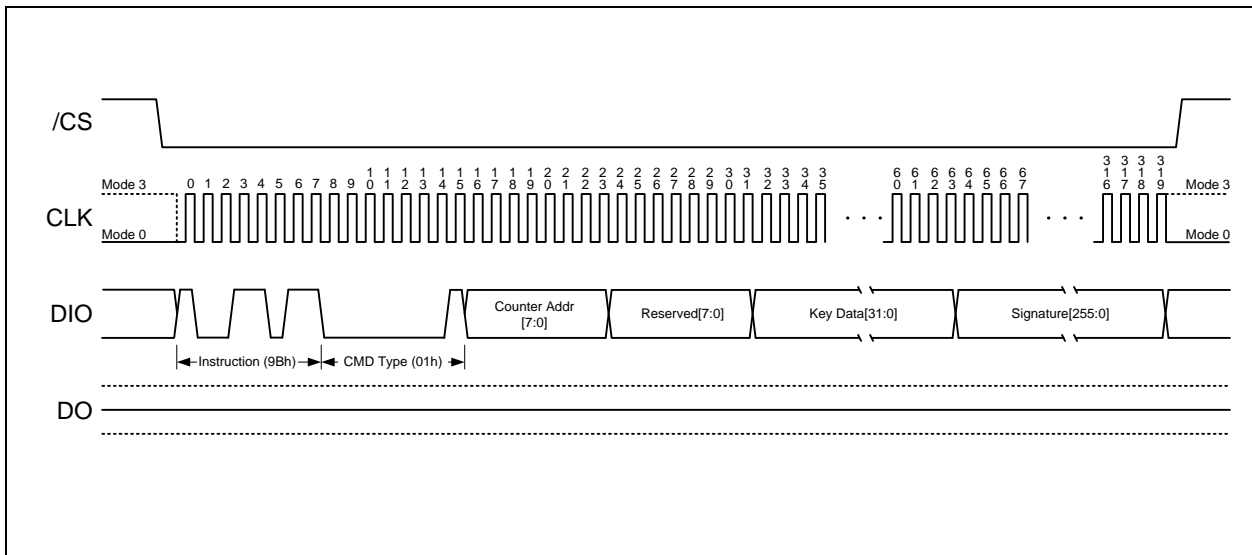 /CS
0 1 2 3 4 5 6 7 8 9 10 11 12 13 14 15 16 17 18 19 20 21 22 23 24 25 26 27 28 29 30 31 32 33 34 35 60 61 62 63 64 65 66 67 316 317 318 319
Mode 3 Mode 3
CLK
Mode 0 Mode 0
DIO
Counter Addr
[7:0]
Reserved[7:0]
Key Data[31:0]
Signature[255:0]
Instruction (9Bh) CMD Type (01h)
DO